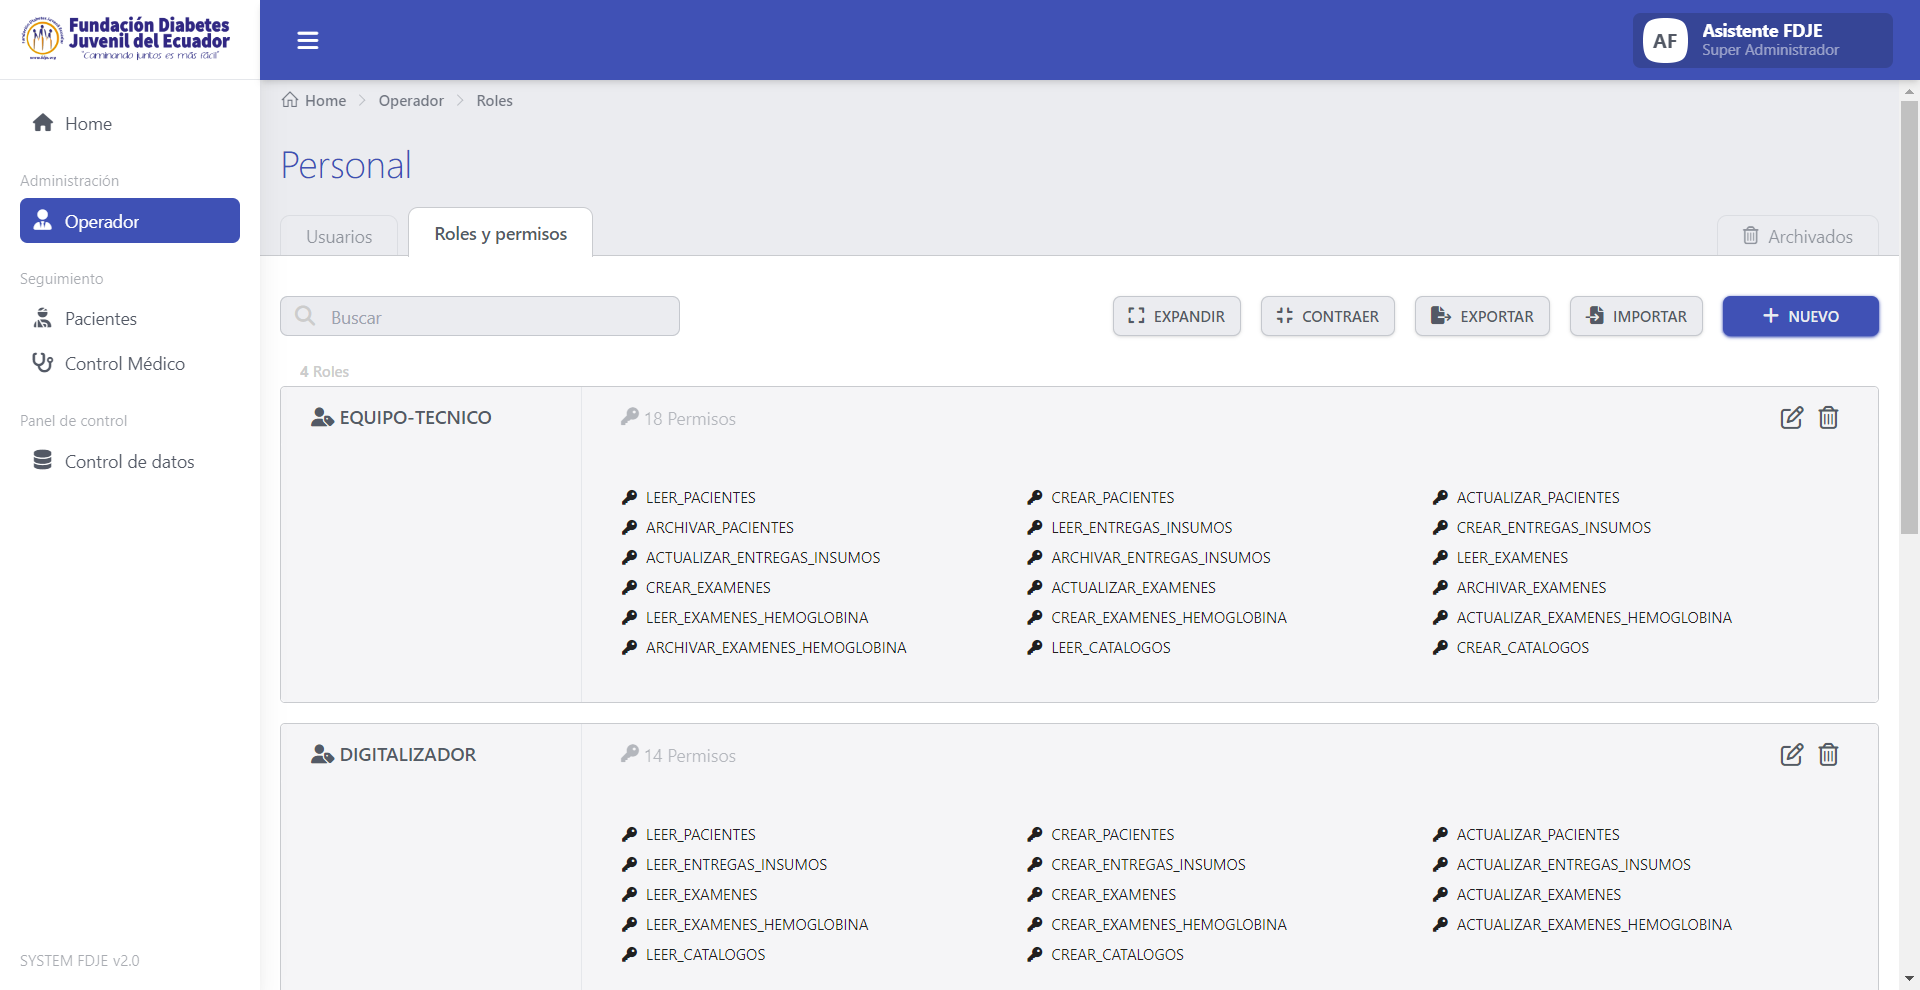 Fundación Diabetes
Juvenil del Ecuador
"Caminando juntos es más fácil"
www.fdje.org
AF
Asistente FDJE
Super Administrador
Home
Administración
Operador
Seguimiento
Pacientes
Control Médico
Panel de control
Control de datos
SYSTEM FDJE v2.0
Home Operador Roles
Personal
Usuarios Roles y permisos Archivados
Buscar EXPANDIR CONTRAER EXPORTAR IMPORTAR NUEVO
4 Roles
EQUIPO-TECNICO 18 Permisos
LEER_PACIENTES CREAR_PACIENTES ACTUALIZAR_PACIENTES
ARCHIVAR_PACIENTES LEER_ENTREGAS_INSUMOS CREAR_ENTREGAS_INSUMOS
ACTUALIZAR_ENTREGAS_INSUMOS ARCHIVAR_ENTREGAS_INSUMOS LEER_EXAMENES
CREAR_EXAMENES ACTUALIZAR_EXAMENES ARCHIVAR_EXAMENES
LEER_EXAMENES_HEMOGLOBINA CREAR_EXAMENES_HEMOGLOBINA ACTUALIZAR_EXAMENES_HEMOGLOBINA
ARCHIVAR_EXAMENES_HEMOGLOBINA LEER_CATALOGOS CREAR_CATALOGOS
DIGITALIZADOR 14 Permisos
LEER_PACIENTES CREAR_PACIENTES ACTUALIZAR_PACIENTES
LEER_ENTREGAS_INSUMOS CREAR_ENTREGAS_INSUMOS ACTUALIZAR_ENTREGAS_INSUMOS
LEER_EXAMENES CREAR_EXAMENES ACTUALIZAR_EXAMENES
LEER_EXAMENES_HEMOGLOBINA CREAR_EXAMENES_HEMOGLOBINA ACTUALIZAR_EXAMENES_HEMOGLOBINA
LEER_CATALOGOS CREAR_CATALOGOS